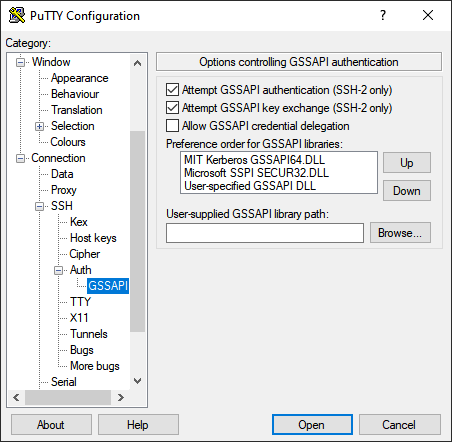 PuTTY Configuration
?
Category:
Window
Appearance
Behaviour
Translation
Selection
Colours
Connection
Data
Proxy
SSH
Kex
Host keys
Cipher
Auth
GSSAPI
TTY
X11
Tunnels
Bugs
More bugs
Serial
Options controlling GSSAPI authentication
Attempt GSSAPI authentication (SSH-2 only)
Attempt GSSAPI key exchange (SSH-2 only)
Allow GSSAPI credential delegation
Preference order for GSSAPI libraries:
MIT Kerberos GSSAPI64.DLL
Microsoft SSPI SECUR32.DLL
User-specified GSSAPI DLL
Up
Down
User-supplied GSSAPI library path:
Browse...
About
Help
Open
Cancel